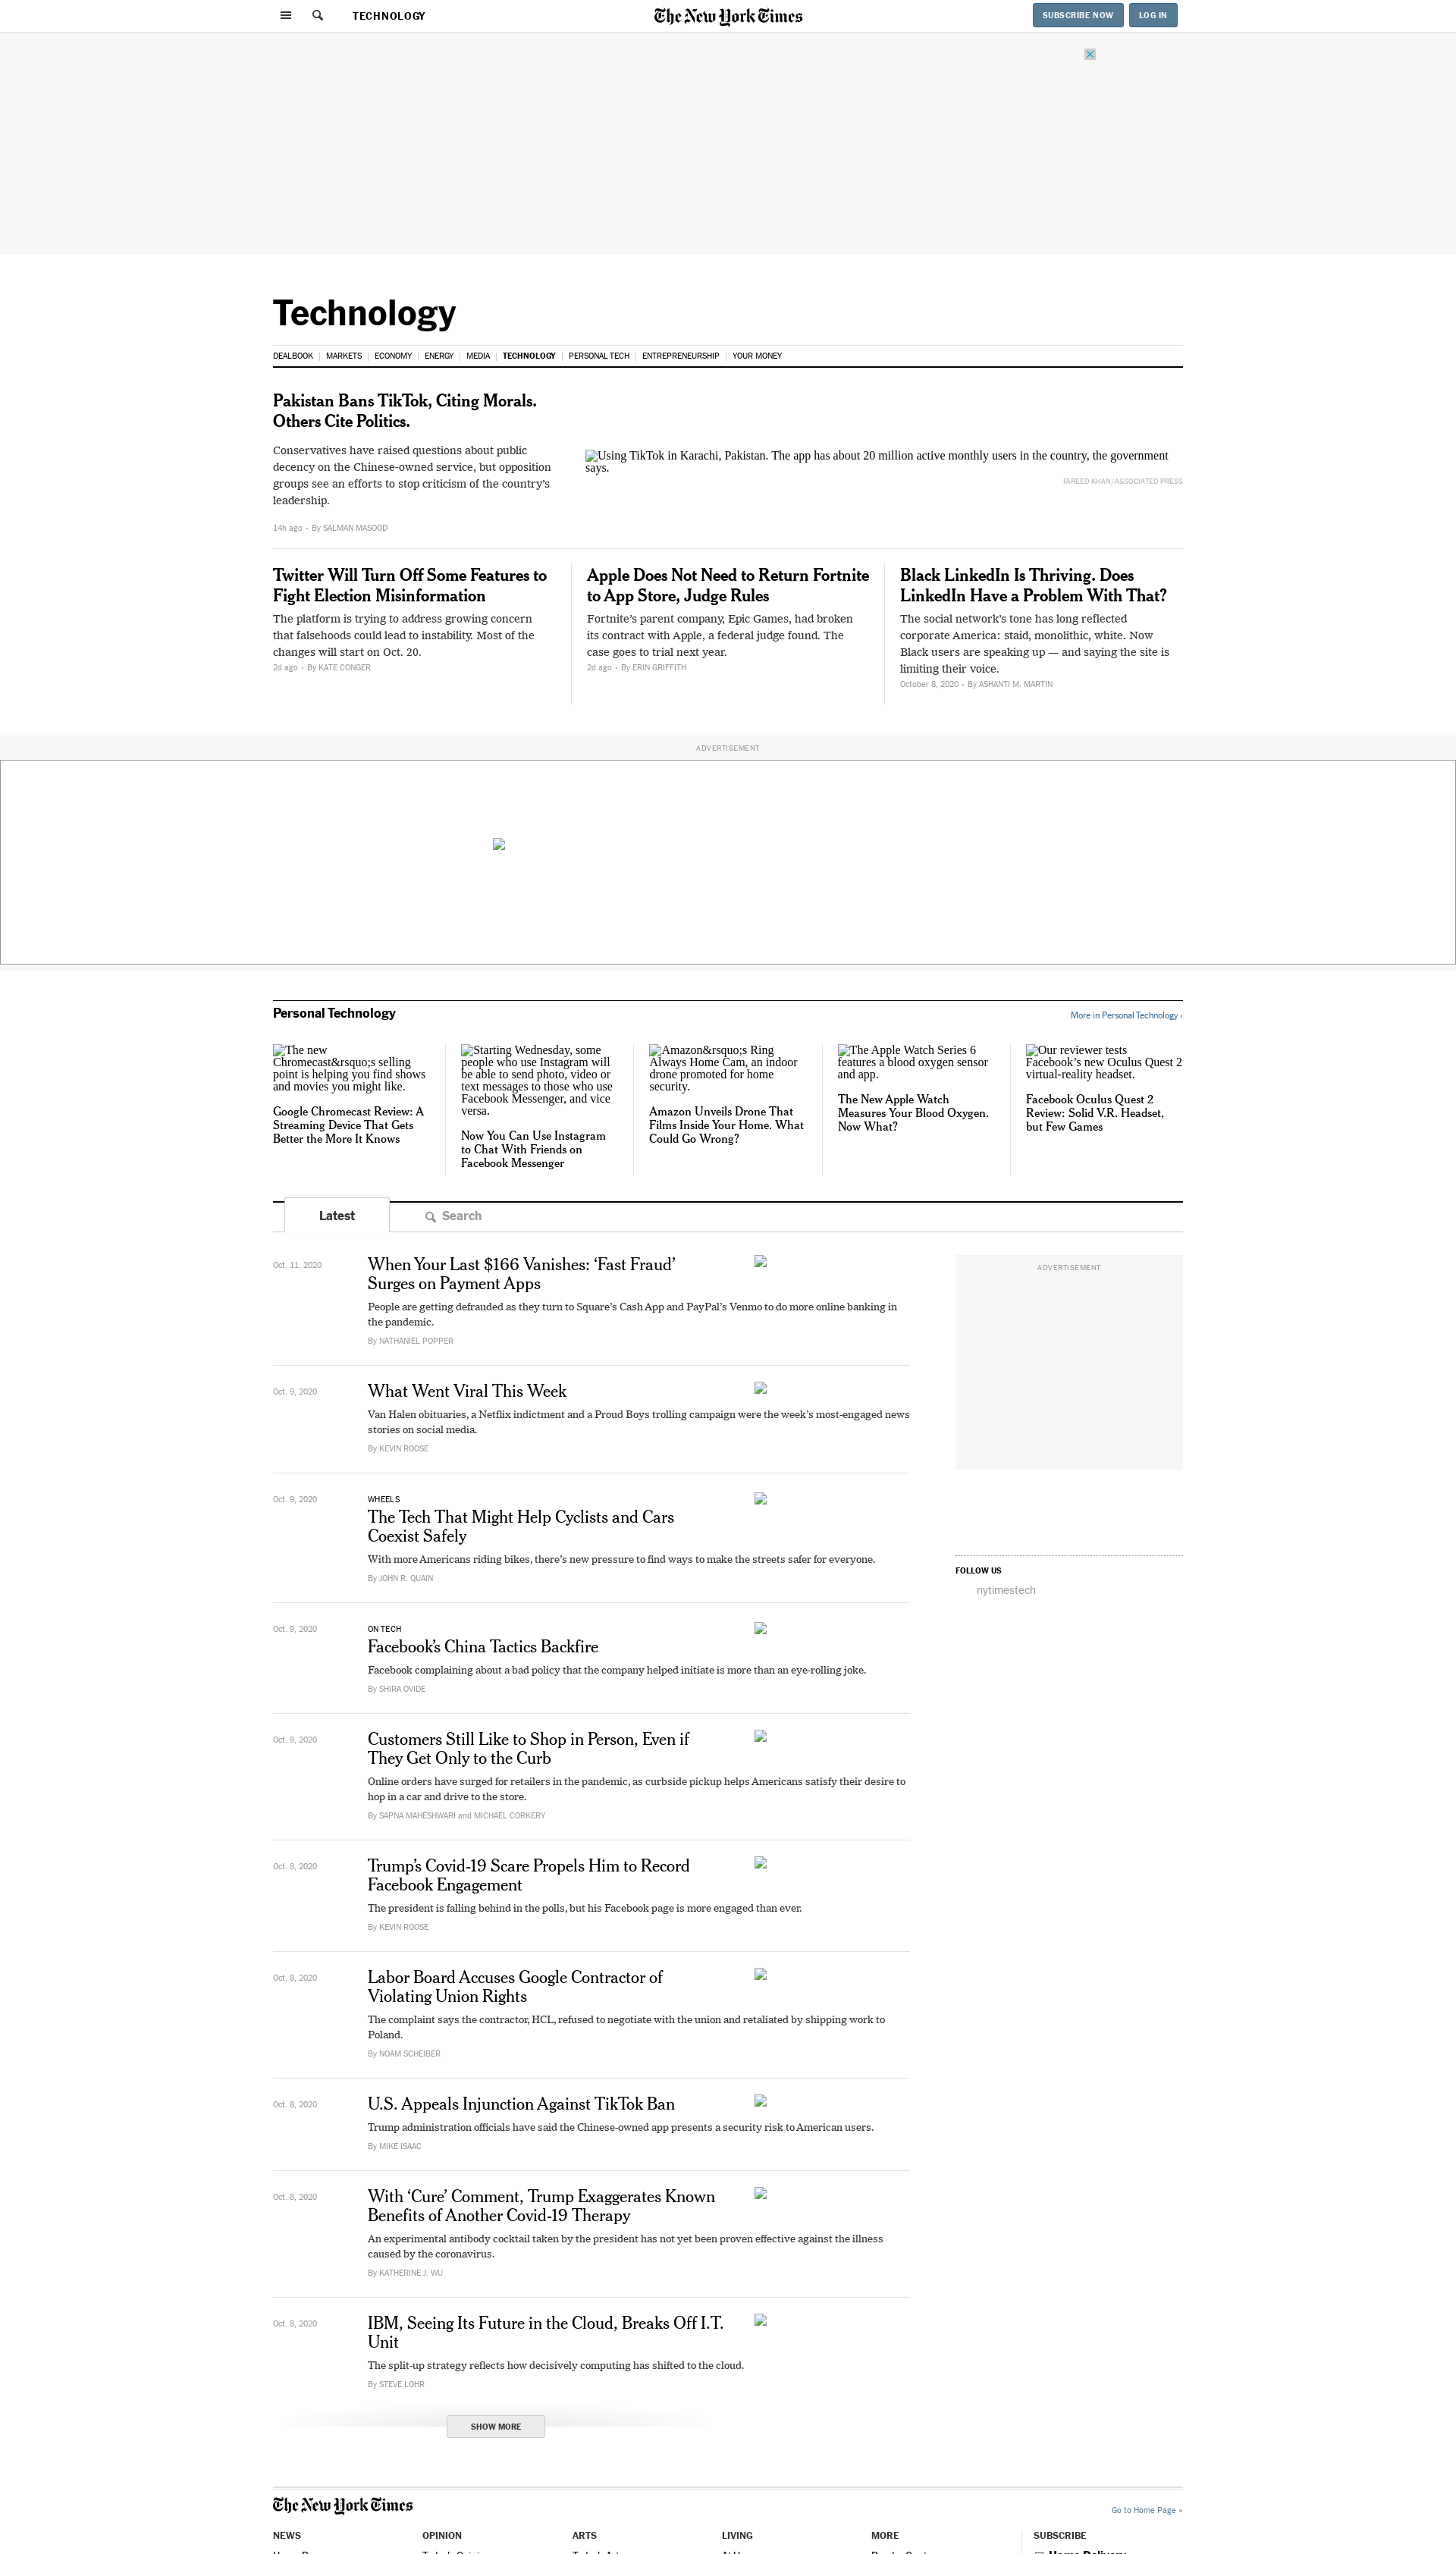 TECHNOLOGY
The New York Times
SUBSCRIBE NOW
LOG IN
Technology
DEALBOOK
MARKETS
ECONOMY
ENERGY
MEDIA
TECHNOLOGY
PERSONAL TECH
ENTREPRENEURSHIP
YOUR MONEY
Pakistan Bans TikTok, Citing Morals.
Others Cite Politics.
Conservatives have raised questions about public
decency on the Chinese-owned service, but opposition
groups see an efforts to stop criticism of the country’s
leadership.
14h ago • By SALMAN MASOOD
Using TikTok in Karachi, Pakistan. The app has about 20 million active monthly users in the country, the government
says.
FAREED KHAN/ASSOCIATED PRESS
Twitter Will Turn Off Some Features to
Fight Election Misinformation
The platform is trying to address growing concern
that falsehoods could lead to instability. Most of the
changes will start on Oct. 20.
2d ago • By KATE CONGER
Apple Does Not Need to Return Fortnite
to App Store, Judge Rules
Fortnite’s parent company, Epic Games, had broken
its contract with Apple, a federal judge found. The
case goes to trial next year.
2d ago • By ERIN GRIFFITH
Black LinkedIn Is Thriving. Does
LinkedIn Have a Problem With That?
The social network’s tone has long reflected
corporate America: staid, monolithic, white. Now
Black users are speaking up — and saying the site is
limiting their voice.
October 8, 2020 • By ASHANTI M. MARTIN
ADVERTISEMENT
Personal Technology
More in Personal Technology ›
The new
Chromecast&rsquo;s selling
point is helping you find shows
and movies you might like.
Google Chromecast Review: A
Streaming Device That Gets
Better the More It Knows
Starting Wednesday, some
people who use Instagram will
be able to send photo, video or
text messages to those who use
Facebook Messenger, and vice
versa.
Now You Can Use Instagram
to Chat With Friends on
Facebook Messenger
Amazon&rsquo;s Ring
Always Home Cam, an indoor
drone promoted for home
security.
Amazon Unveils Drone That
Films Inside Your Home. What
Could Go Wrong?
The Apple Watch Series 6
features a blood oxygen sensor
and app.
The New Apple Watch
Measures Your Blood Oxygen.
Now What?
Our reviewer tests
Facebook’s new Oculus Quest 2
virtual-reality headset.
Facebook Oculus Quest 2
Review: Solid V.R. Headset,
but Few Games
Latest
Search
Oct. 11, 2020
When Your Last $166 Vanishes: ‘Fast Fraud’
Surges on Payment Apps
People are getting defrauded as they turn to Square’s Cash App and PayPal’s Venmo to do more online banking in
the pandemic.
By NATHANIEL POPPER
ADVERTISEMENT
Oct. 9, 2020
What Went Viral This Week
Van Halen obituaries, a Netflix indictment and a Proud Boys trolling campaign were the week’s most-engaged news
stories on social media.
By KEVIN ROOSE
Oct. 9, 2020
WHEELS
The Tech That Might Help Cyclists and Cars
Coexist Safely
With more Americans riding bikes, there’s new pressure to find ways to make the streets safer for everyone.
By JOHN R. QUAIN
FOLLOW US
nytimestech
Oct. 9, 2020
ON TECH
Facebook’s China Tactics Backfire
Facebook complaining about a bad policy that the company helped initiate is more than an eye-rolling joke.
By SHIRA OVIDE
Oct. 9, 2020
Customers Still Like to Shop in Person, Even if
They Get Only to the Curb
Online orders have surged for retailers in the pandemic, as curbside pickup helps Americans satisfy their desire to
hop in a car and drive to the store.
By SAPNA MAHESHWARI and MICHAEL CORKERY
Oct. 8, 2020
Trump’s Covid-19 Scare Propels Him to Record
Facebook Engagement
The president is falling behind in the polls, but his Facebook page is more engaged than ever.
By KEVIN ROOSE
Oct. 8, 2020
Labor Board Accuses Google Contractor of
Violating Union Rights
The complaint says the contractor, HCL, refused to negotiate with the union and retaliated by shipping work to
Poland.
By NOAM SCHEIBER
Oct. 8, 2020
U.S. Appeals Injunction Against TikTok Ban
Trump administration officials have said the Chinese-owned app presents a security risk to American users.
By MIKE ISAAC
Oct. 8, 2020
With ‘Cure’ Comment, Trump Exaggerates Known
Benefits of Another Covid-19 Therapy
An experimental antibody cocktail taken by the president has not yet been proven effective against the illness
caused by the coronavirus.
By KATHERINE J. WU
Oct. 8, 2020
IBM, Seeing Its Future in the Cloud, Breaks Off I.T.
Unit
The split-up strategy reflects how decisively computing has shifted to the cloud.
By STEVE LOHR
SHOW MORE
The New York Times
Go to Home Page »
NEWS
OPINION
ARTS
LIVING
MORE
SUBSCRIBE